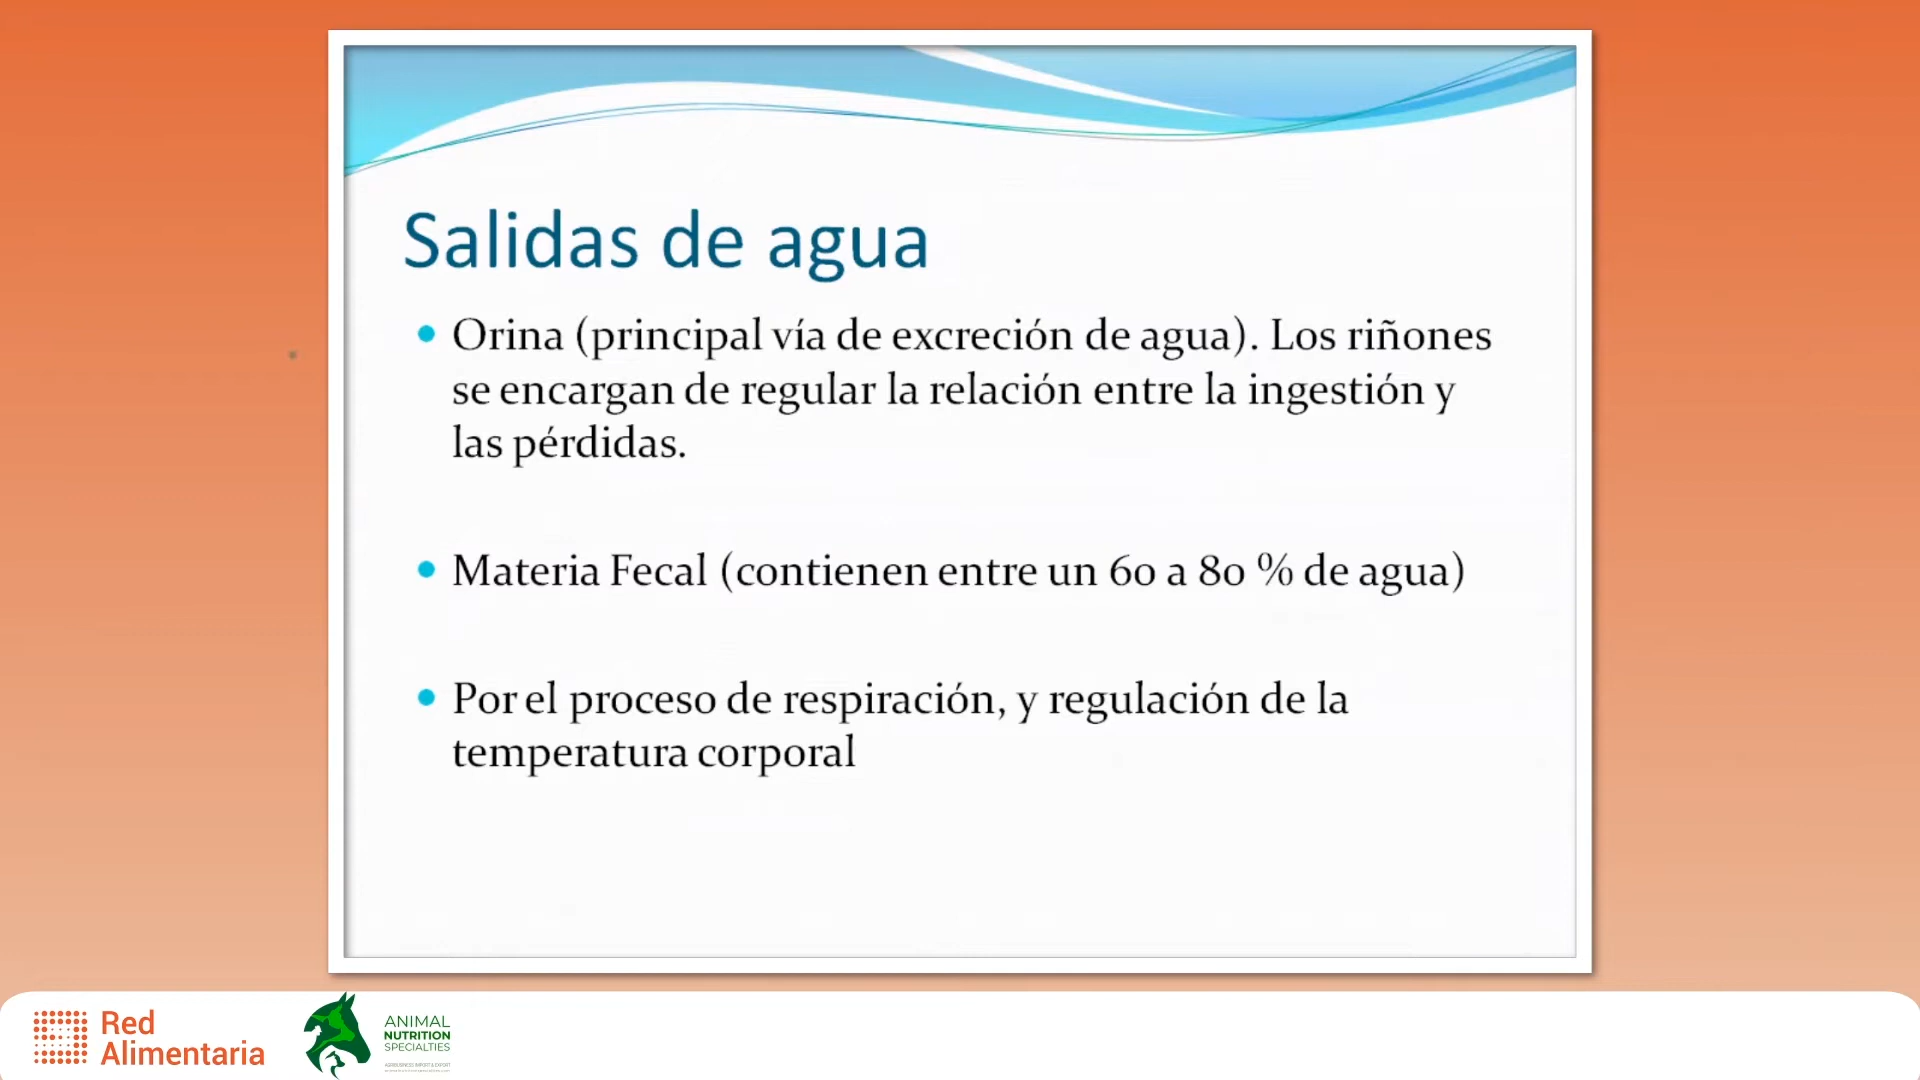 Salidas de agua
Orina (principal vía de excreción de agua). Los riñones
se encargan de regular la relación entre la ingestión y
las pérdidas.
Materia Fecal (contienen entre un 60 a 80 % de agua)
Por el proceso de respiración, y regulación de la
temperatura corporal
Red
Alimentaria
ANIMAL
NUTRITION
SPECIALTIES